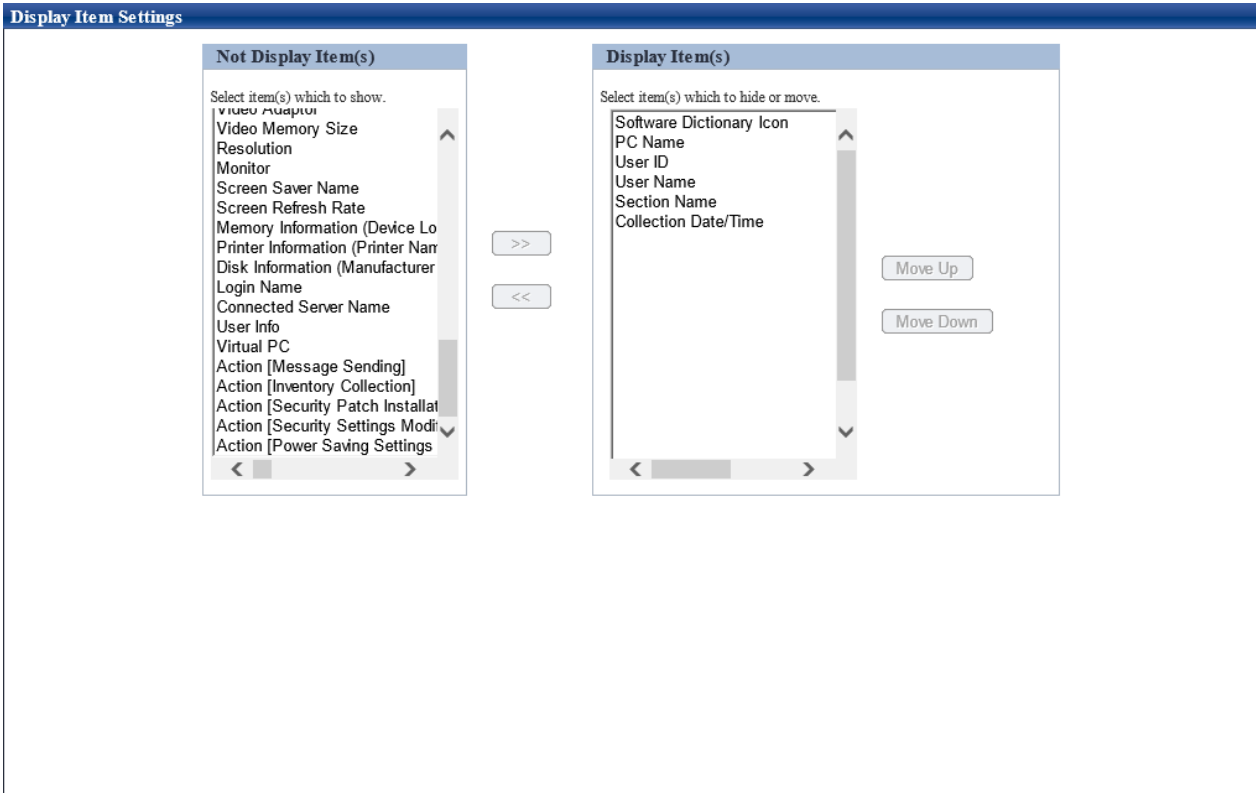 Display Item Settings
Not Display Item(s)
Select item(s) which to show.
Video Adaptor
Video Memory Size
Resolution
Monitor
Screen Saver Name
Screen Refresh Rate
Memory Information (Device Lo
Printer Information (Printer Nam
Disk Information (Manufacturer
Login Name
Connected Server Name
User Info
Virtual PC
Action [Message Sending]
Action [Inventory Collection]
Action [Security Patch Installat
Action [Security Settings Modif
Action [Power Saving Settings
>>
<<
Display Item(s)
Select item(s) which to hide or move.
Software Dictionary Icon
PC Name
User ID
User Name
Section Name
Collection Date/Time
Move Up
Move Down